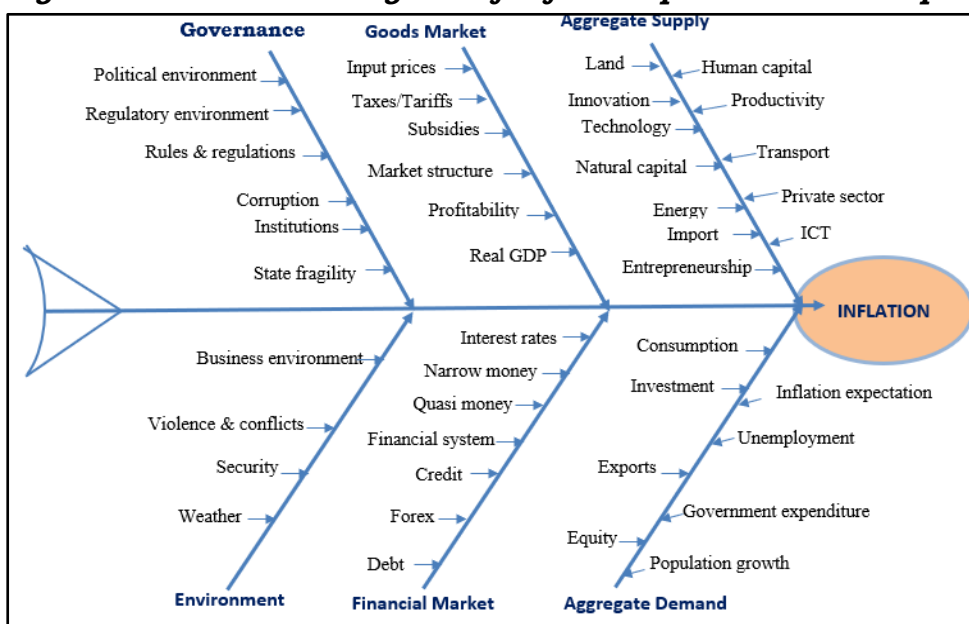 Governance
Political environment
Regulatory environment
Rules & regulations
Corruption
Institutions
State fragility
Goods Market
Input prices
Taxes/Tariffs
Subsidies
Market structure
Profitability
Real GDP
Aggregate Supply
Land
Human capital
Innovation
Productivity
Technology
Transport
Natural capital
Private sector
Energy
Import
ICT
Entrepreneurship
INFLATION
Business environment
Violence & conflicts
Security
Weather
Environment
Interest rates
Narrow money
Quasi money
Financial system
Credit
Forex
Debt
Financial Market
Consumption
Investment
Inflation expectation
Unemployment
Exports
Government expenditure
Equity
Population growth
Aggregate Demand